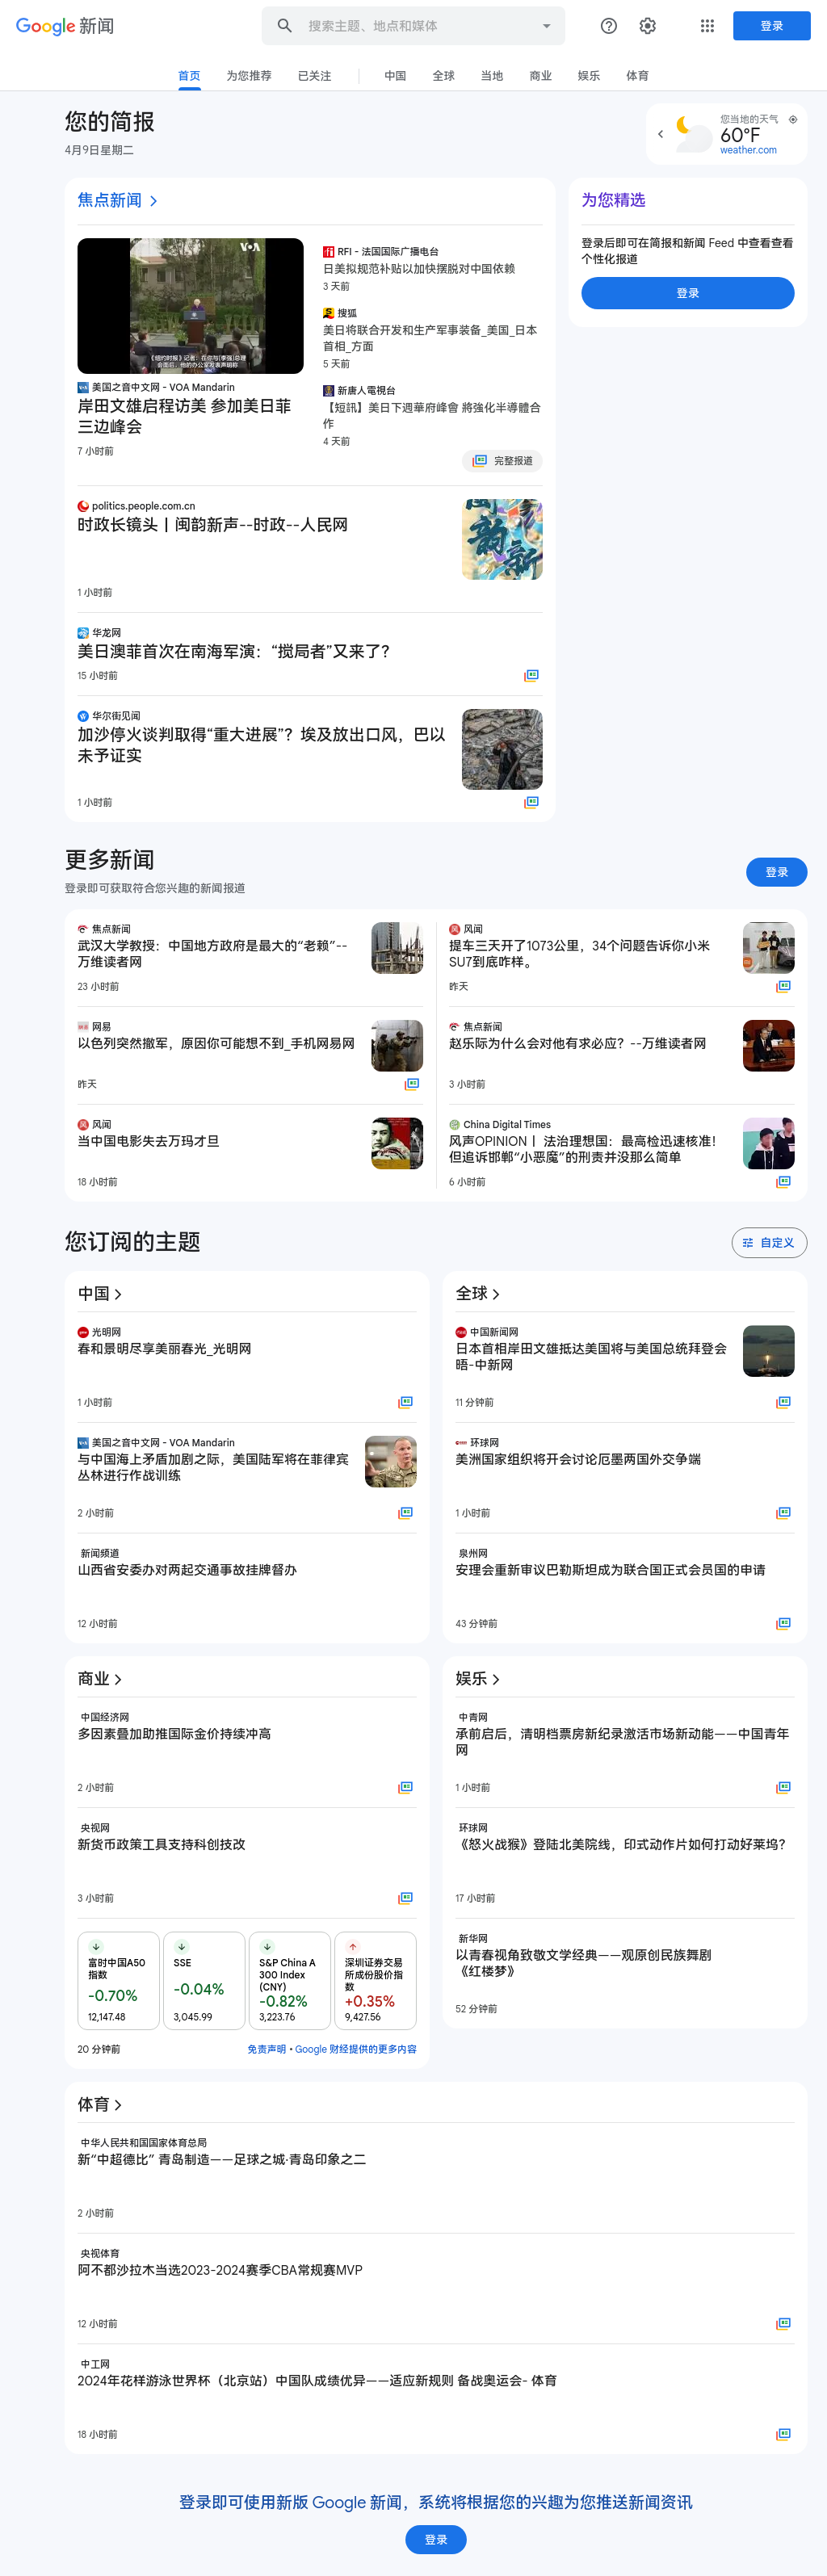 Google 新闻
搜索主题、地点和媒体
登录
首页
为您推荐
已关注
中国
全球
当地
商业
娱乐
体育
您的简报
4月9日星期二
您当地的天气
60°F
weather.com
焦点新闻
VOA
美国之音中文网 - VOA Mandarin
岸田文雄启程访美 参加美日菲
三边峰会
7 小时前
RFI - 法国国际广播电台
日美拟规范补贴以加快摆脱对中国依赖
3 天前
搜狐
美日将联合开发和生产军事装备_美国_日本
首相_方面
5 天前
新唐人電視台
【短訊】美日下週華府峰會 將強化半導體合
作
4 天前
完整报道
politics.people.com.cn
时政长镜头丨闽韵新声--时政--人民网
1 小时前
华龙网
美日澳菲首次在南海军演：“搅局者”又来了？
15 小时前
华尔街见闻
加沙停火谈判取得“重大进展”？埃及放出口风，巴以
未予证实
1 小时前
为您精选
登录后即可在简报和新闻 Feed 中查看查看
个性化报道
登录
更多新闻
登录即可获取符合您兴趣的新闻报道
登录
焦点新闻
武汉大学教授：中国地方政府是最大的“老赖”--
万维读者网
23 小时前
网易
以色列突然撤军，原因你可能想不到_手机网易网
昨天
风闻
当中国电影失去万玛才旦
18 小时前
风闻
提车三天开了1073公里，34个问题告诉你小米
SU7到底咋样。
昨天
焦点新闻
赵乐际为什么会对他有求必应？--万维读者网
3 小时前
China Digital Times
风声OPINION丨 法治理想国：最高检迅速核准！
但追诉邯郸“小恶魔”的刑责并没那么简单
6 小时前
您订阅的主题
自定义
中国
光明网
春和景明尽享美丽春光_光明网
1 小时前
美国之音中文网 - VOA Mandarin
与中国海上矛盾加剧之际，美国陆军将在菲律宾
丛林进行作战训练
2 小时前
新闻频道
山西省安委办对两起交通事故挂牌督办
12 小时前
全球
中国新闻网
日本首相岸田文雄抵达美国将与美国总统拜登会
晤-中新网
11 分钟前
环球网
美洲国家组织将开会讨论厄墨两国外交争端
1 小时前
泉州网
安理会重新审议巴勒斯坦成为联合国正式会员国的申请
43 分钟前
商业
中国经济网
多因素叠加助推国际金价持续冲高
2 小时前
央视网
新货币政策工具支持科创技改
3 小时前
富时中国A50
指数
-0.70%
12,147.48
SSE
-0.04%
3,045.99
S&P China A
300 Index
(CNY)
-0.82%
3,223.76
深圳证券交易
所成份股价指
数
+0.35%
9,427.56
20 分钟前
免责声明 • Google 财经提供的更多内容
娱乐
中青网
承前启后，清明档票房新纪录激活市场新动能——中国青年
网
1 小时前
环球网
《怒火战猴》登陆北美院线，印式动作片如何打动好莱坞？
17 小时前
新华网
以青春视角致敬文学经典——观原创民族舞剧
《红楼梦》
52 分钟前
体育
中华人民共和国国家体育总局
新“中超德比” 青岛制造——足球之城·青岛印象之二
2 小时前
央视体育
阿不都沙拉木当选2023-2024赛季CBA常规赛MVP
12 小时前
中工网
2024年花样游泳世界杯（北京站）中国队成绩优异——适应新规则 备战奥运会- 体育
18 小时前
登录即可使用新版 Google 新闻，系统将根据您的兴趣为您推送新闻资讯
登录